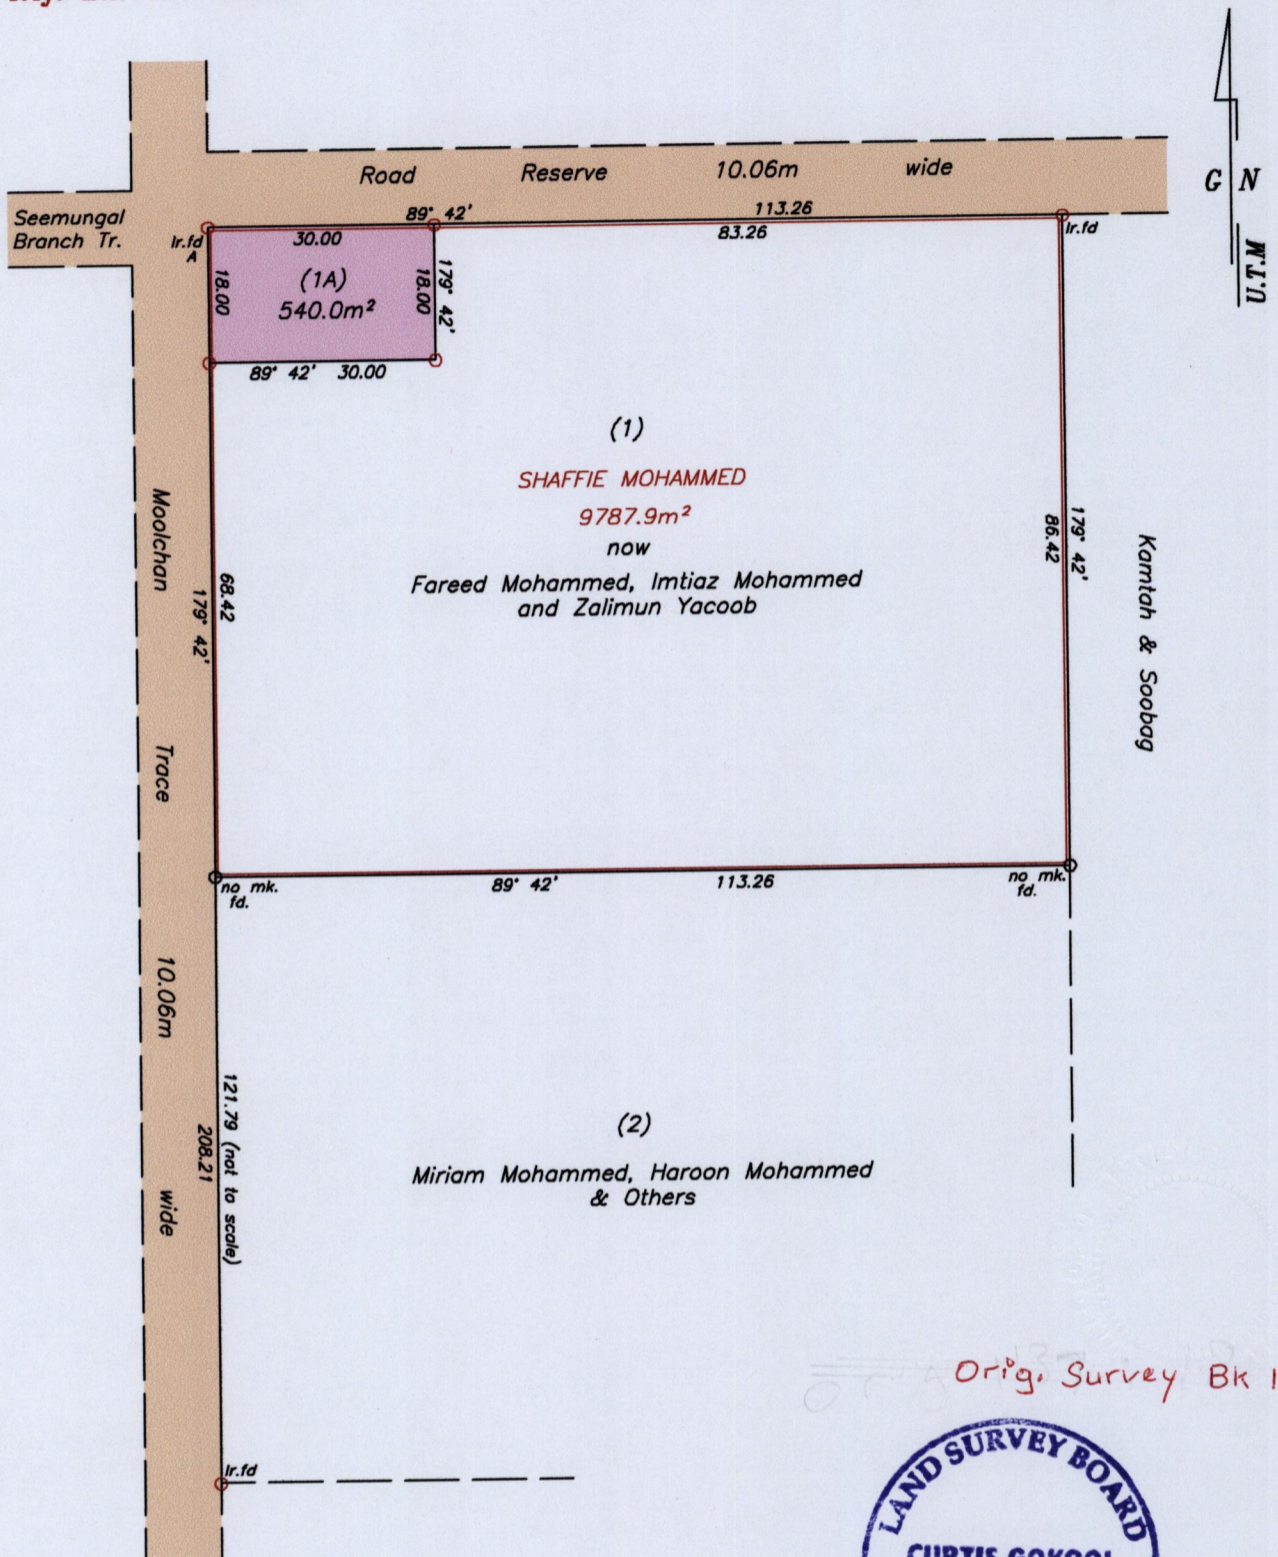 G N
U.T.M
Road Reserve 10.06m wide
Seemungal
Branch Tr.
Ir.fd
A
89° 42'
113.26
30.00
83.26
Ir.fd
18.00
(1A)
540.0m²
18.00
179° 42'
89° 42' 30.00
(1)
SHAFFIE MOHAMMED
9787.9m²
now
Fareed Mohammed, Imtiaz Mohammed
and Zalimun Yacoob
68.42
179° 42'
86.42
179° 42'
Kamtah & Soobag
Moolchan Trace 10.06m wide
no mk.
fd.
89° 42' 113.26
no mk.
fd.
(2)
Miriam Mohammed, Haroon Mohammed
& Others
121.79 (not to scale)
208.21
Ir.fd
Orig. Survey Bk
LAND SURVEY BOARD
CURTIS GOKOOL